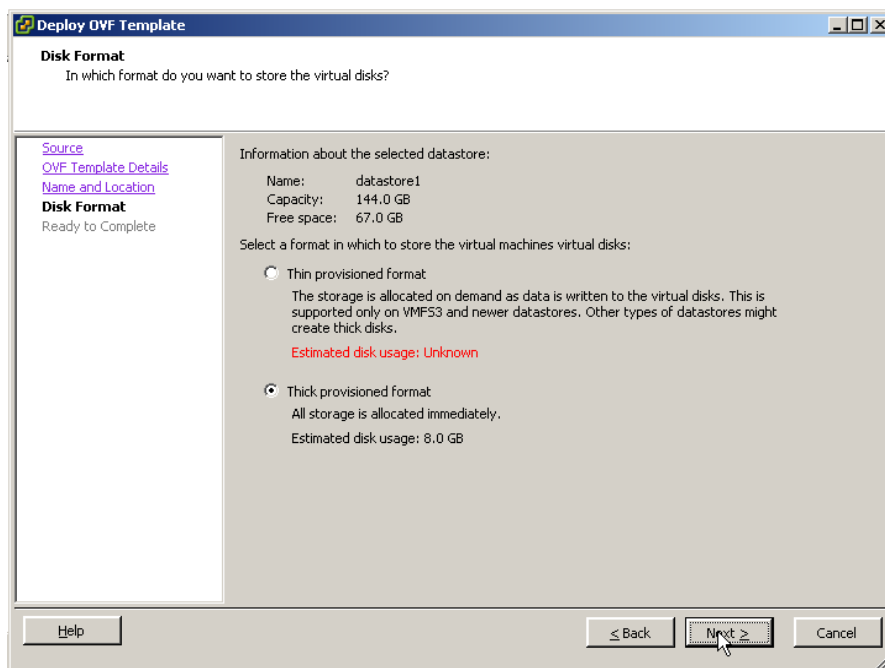 Deploy OVF Template
Disk Format
In which format do you want to store the virtual disks?
Source
OVF Template Details
Name and Location
Disk Format
Ready to Complete
Information about the selected datastore:
Name: datastore1
Capacity: 144.0 GB
Free space: 67.0 GB
Select a format in which to store the virtual machines virtual disks:
Thin provisioned format
The storage is allocated on demand as data is written to the virtual disks. This is
supported only on VMFS3 and newer datastores. Other types of datastores might
create thick disks.
Estimated disk usage: Unknown
Thick provisioned format
All storage is allocated immediately.
Estimated disk usage: 8.0 GB
Help
< Back
Next >
Cancel